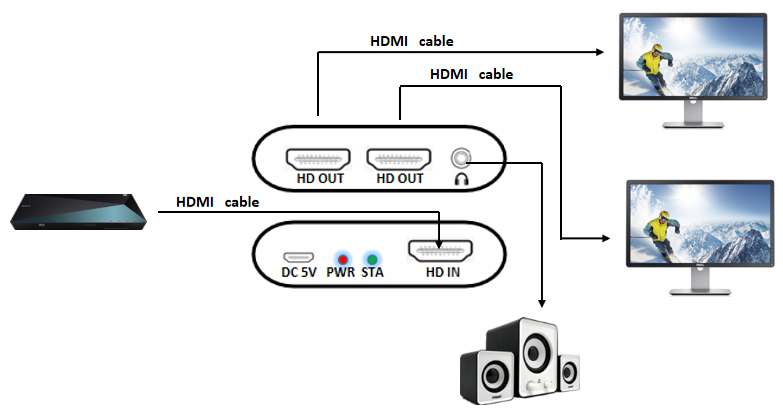 HDMI cable
HDMI cable
HD OUT HD OUT
HDMI cable
DC 5V PWR STA HD IN